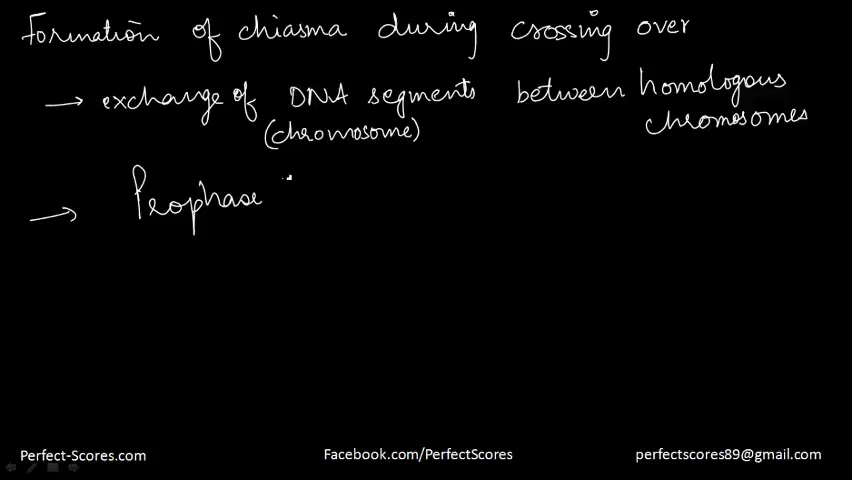 Formation of chiasma during crossing over
→ exchange of DNA segments between homologous
(chromosome) chromosomes
→ Prophase
Perfect-Scores.com Facebook.com/PerfectScores perfectscores89@gmail.com